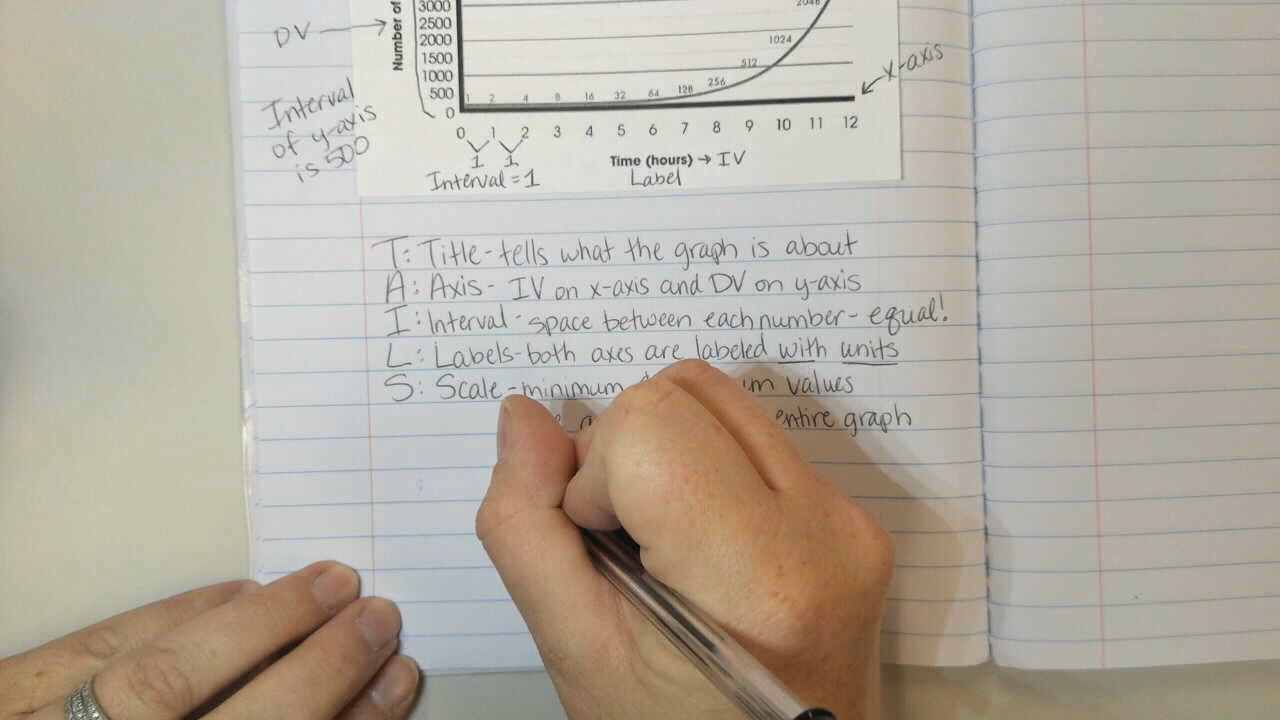 3000
2500
2000
1500
1000
500
0
Number of
DV
Interval
of y-axis
is 500
1 2 4 8 16 32 64 128 256 512 1024 2048
x-axis
0 1 2 3 4 5 6 7 8 9 10 11 12
1 1
Time (hours) → IV
Interval = 1
Label
T: Title - tells what the graph is about
A: Axis - IV on x-axis and DV on y-axis
I: Interval - space between each number - equal!
L: Labels - both axes are labeled with units
S: Scale - minimum values
entire graph